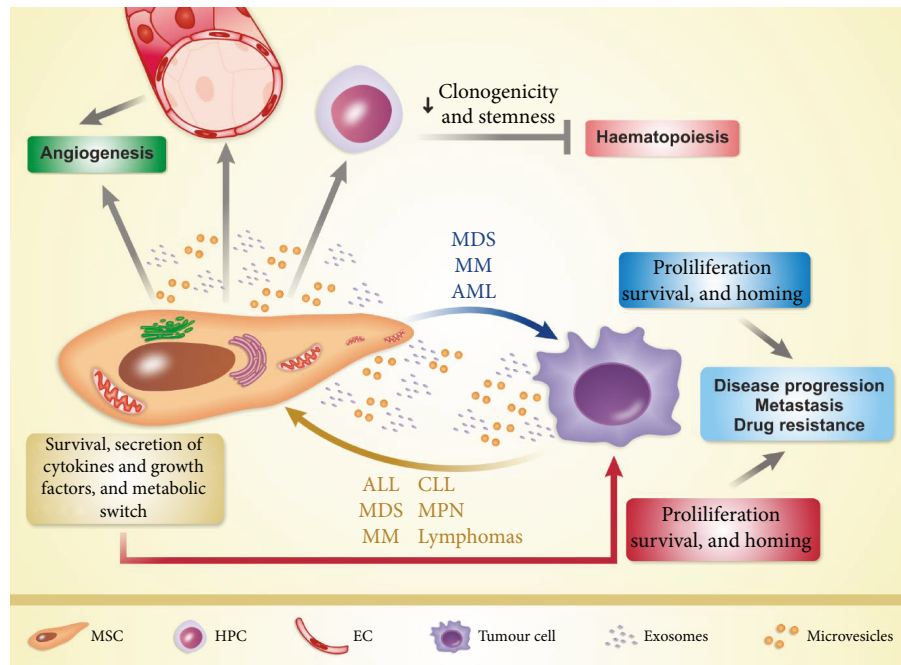 Angiogenesis
Clonogenicity
and stemness
Haematopoiesis
MDS
MM
AML
Proliliferation
survival, and homing
Disease progression
Metastasis
Drug resistance
Survival, secretion of
cytokines and growth
factors, and metabolic
switch
ALL CLL
MDS MPN
MM Lymphomas
Proliliferation
survival, and homing
MSC
HPC
EC
Tumour cell
Exosomes
Microvesicles